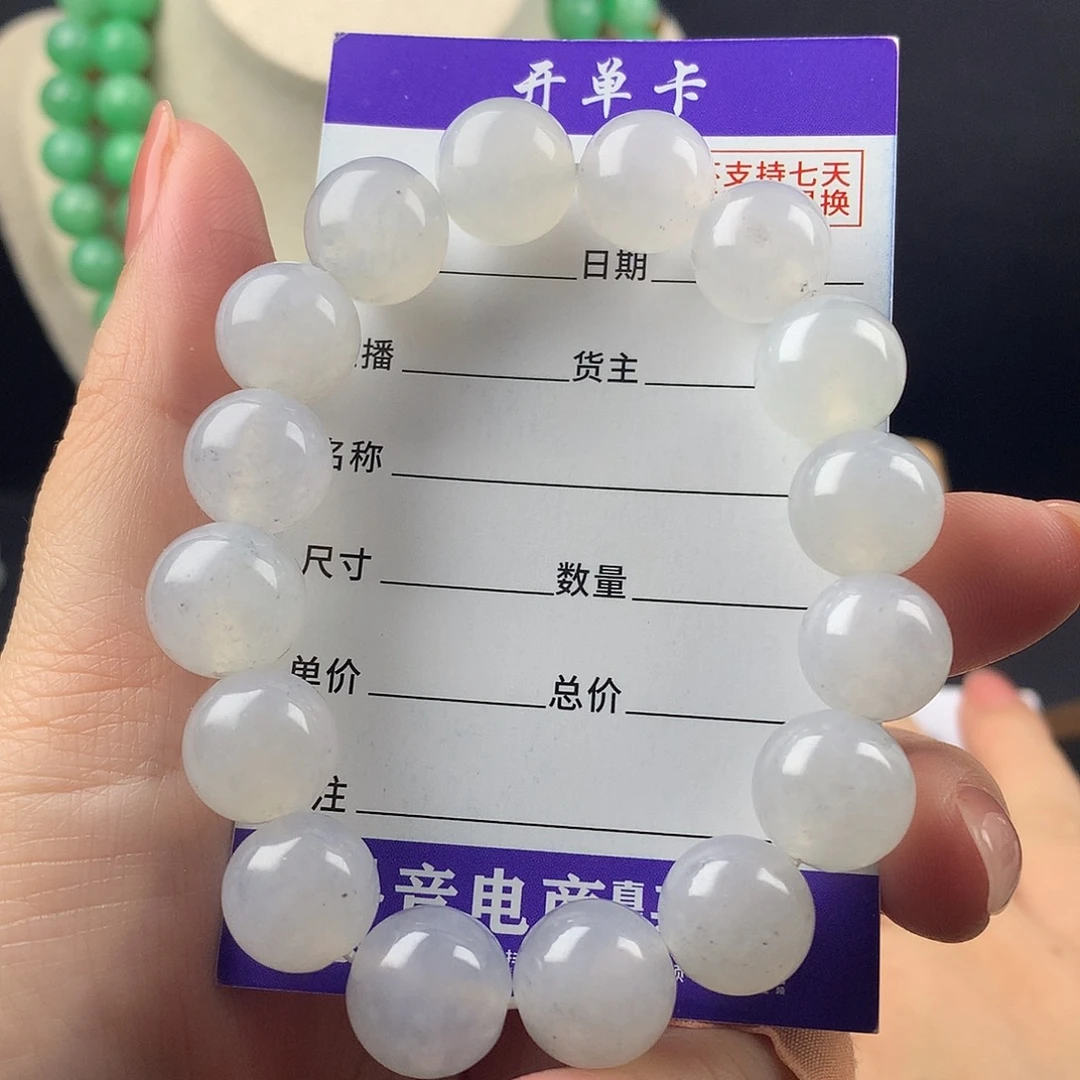 开单卡
支持七天
换
日期
播 货主
名称
尺寸 数量
单价 总价
注
音电商真